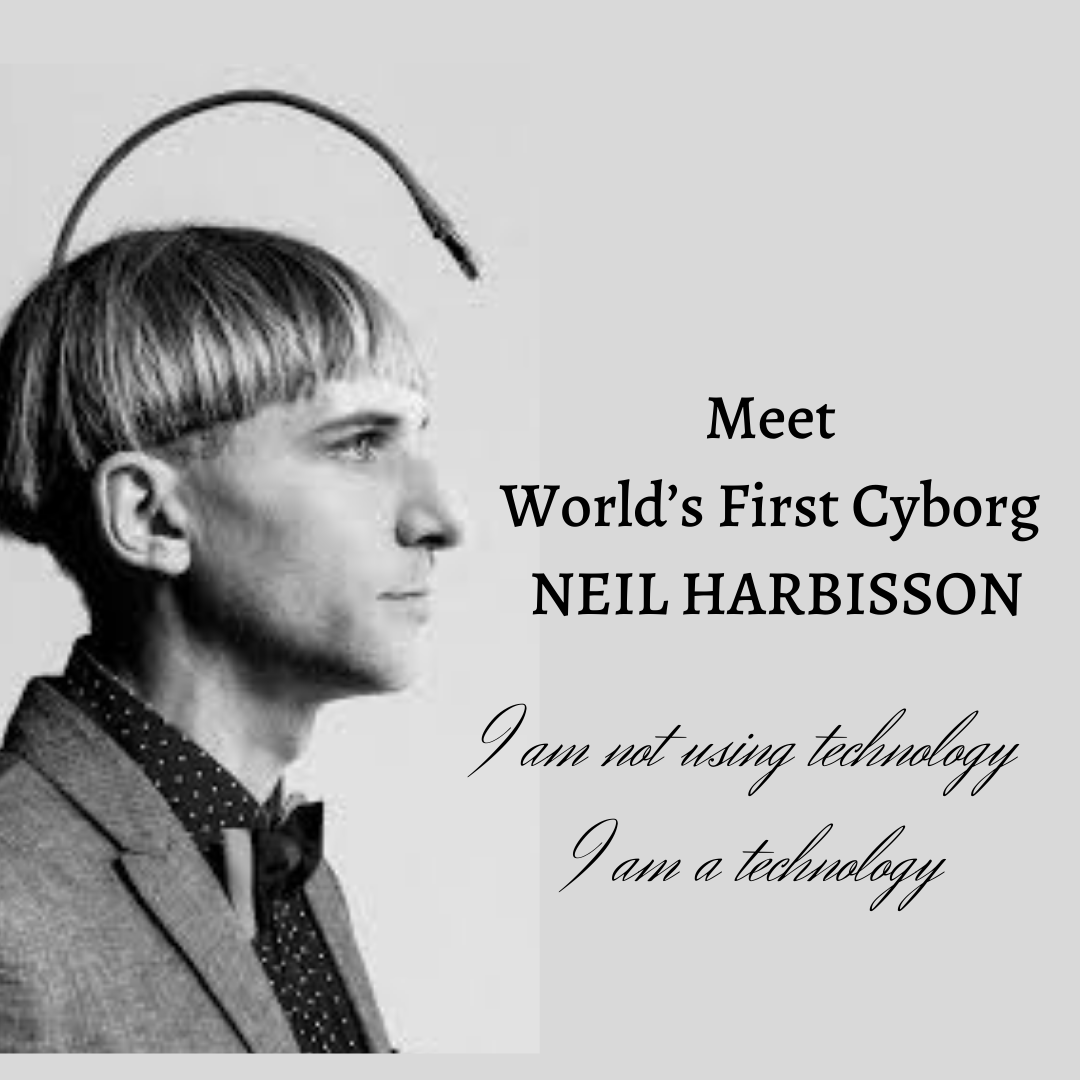 Meet
World’s First Cyborg
NEIL HARBISSON
I am not using technology
I am a technology